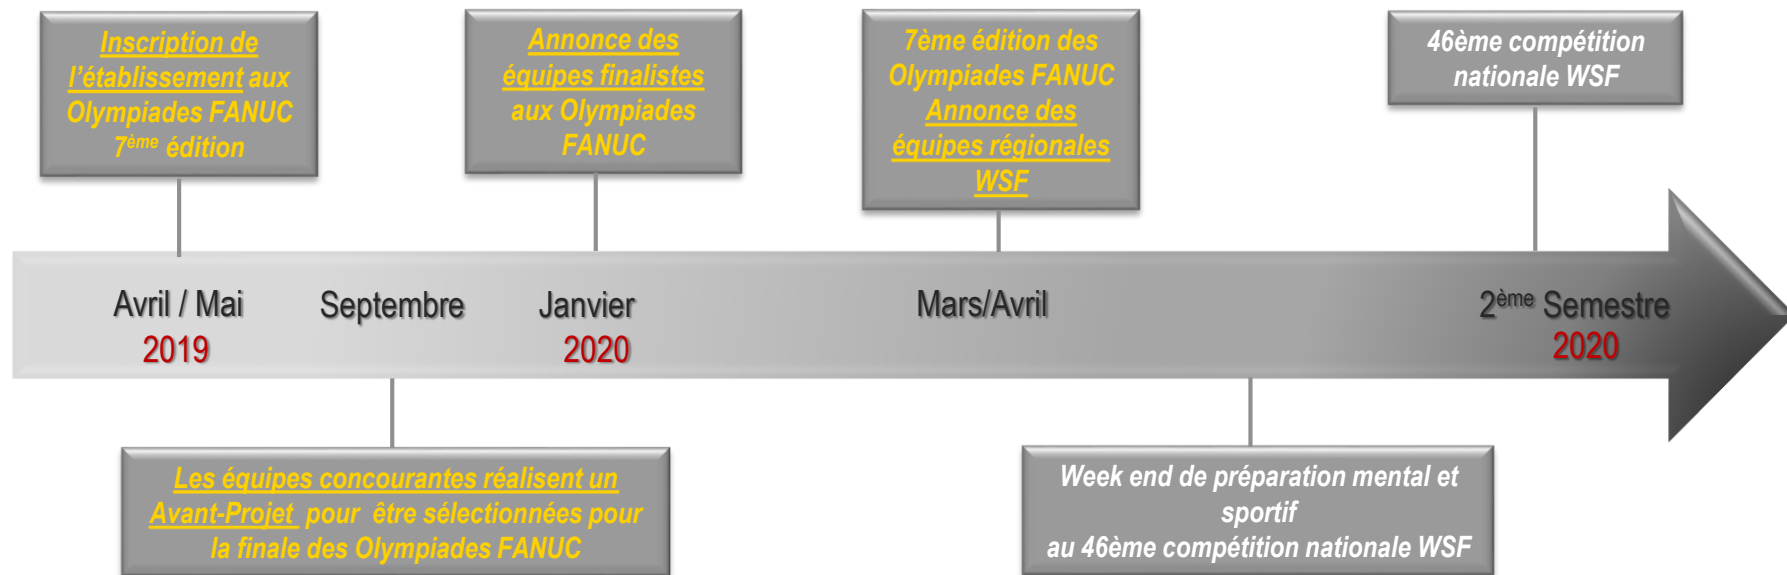 Inscription de
l'établissement aux
Olympiades FANUC
7ème édition
Annonce des
équipes finalistes
aux Olympiades
FANUC
7ème édition des
Olympiades FANUC
Annonce des
équipes régionales
WSF
46ème compétition
nationale WSF
Avril / Mai
2019
Septembre
Janvier
2020
Mars/Avril
2ème Semestre
2020
Les équipes concourantes réalisent un
Avant-Projet pour être sélectionnées pour
la finale des Olympiades FANUC
Week end de préparation mental et
sportif
au 46ème compétition nationale WSF